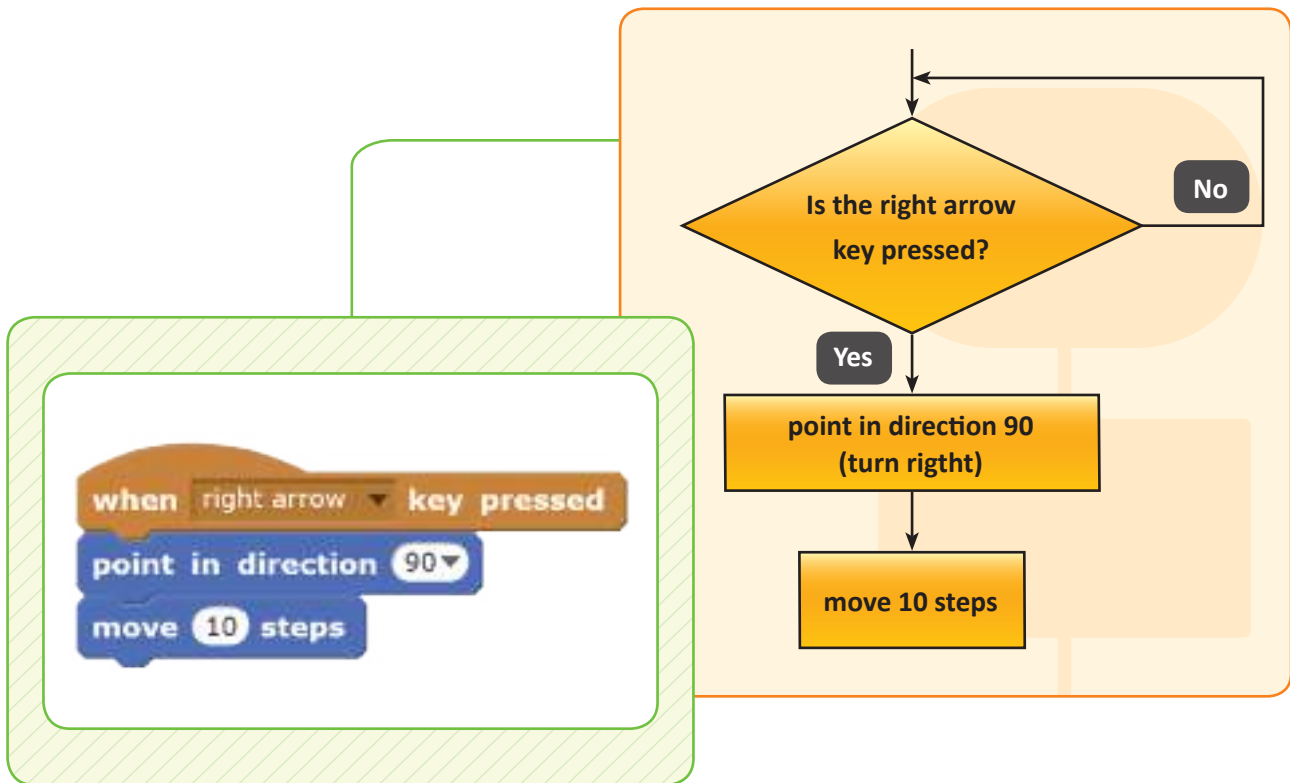 Is the right arrow
key pressed?
No
Yes
point in direction 90
(turn rigtht)
move 10 steps
when right arrow key pressed
point in direction 90
move 10 steps